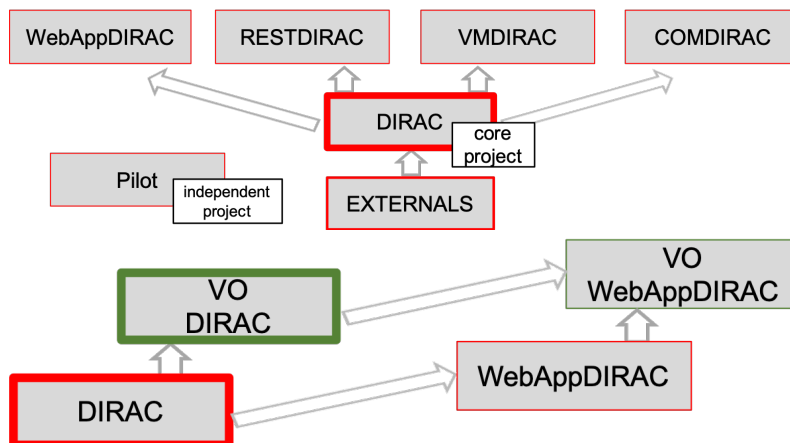 WebAppDIRAC
RESTDIRAC
VMDIRAC
COMDIRAC
DIRAC
core
project
Pilot
independent
project
EXTERNALS
VO
DIRAC
VO
WebAppDIRAC
DIRAC
WebAppDIRAC